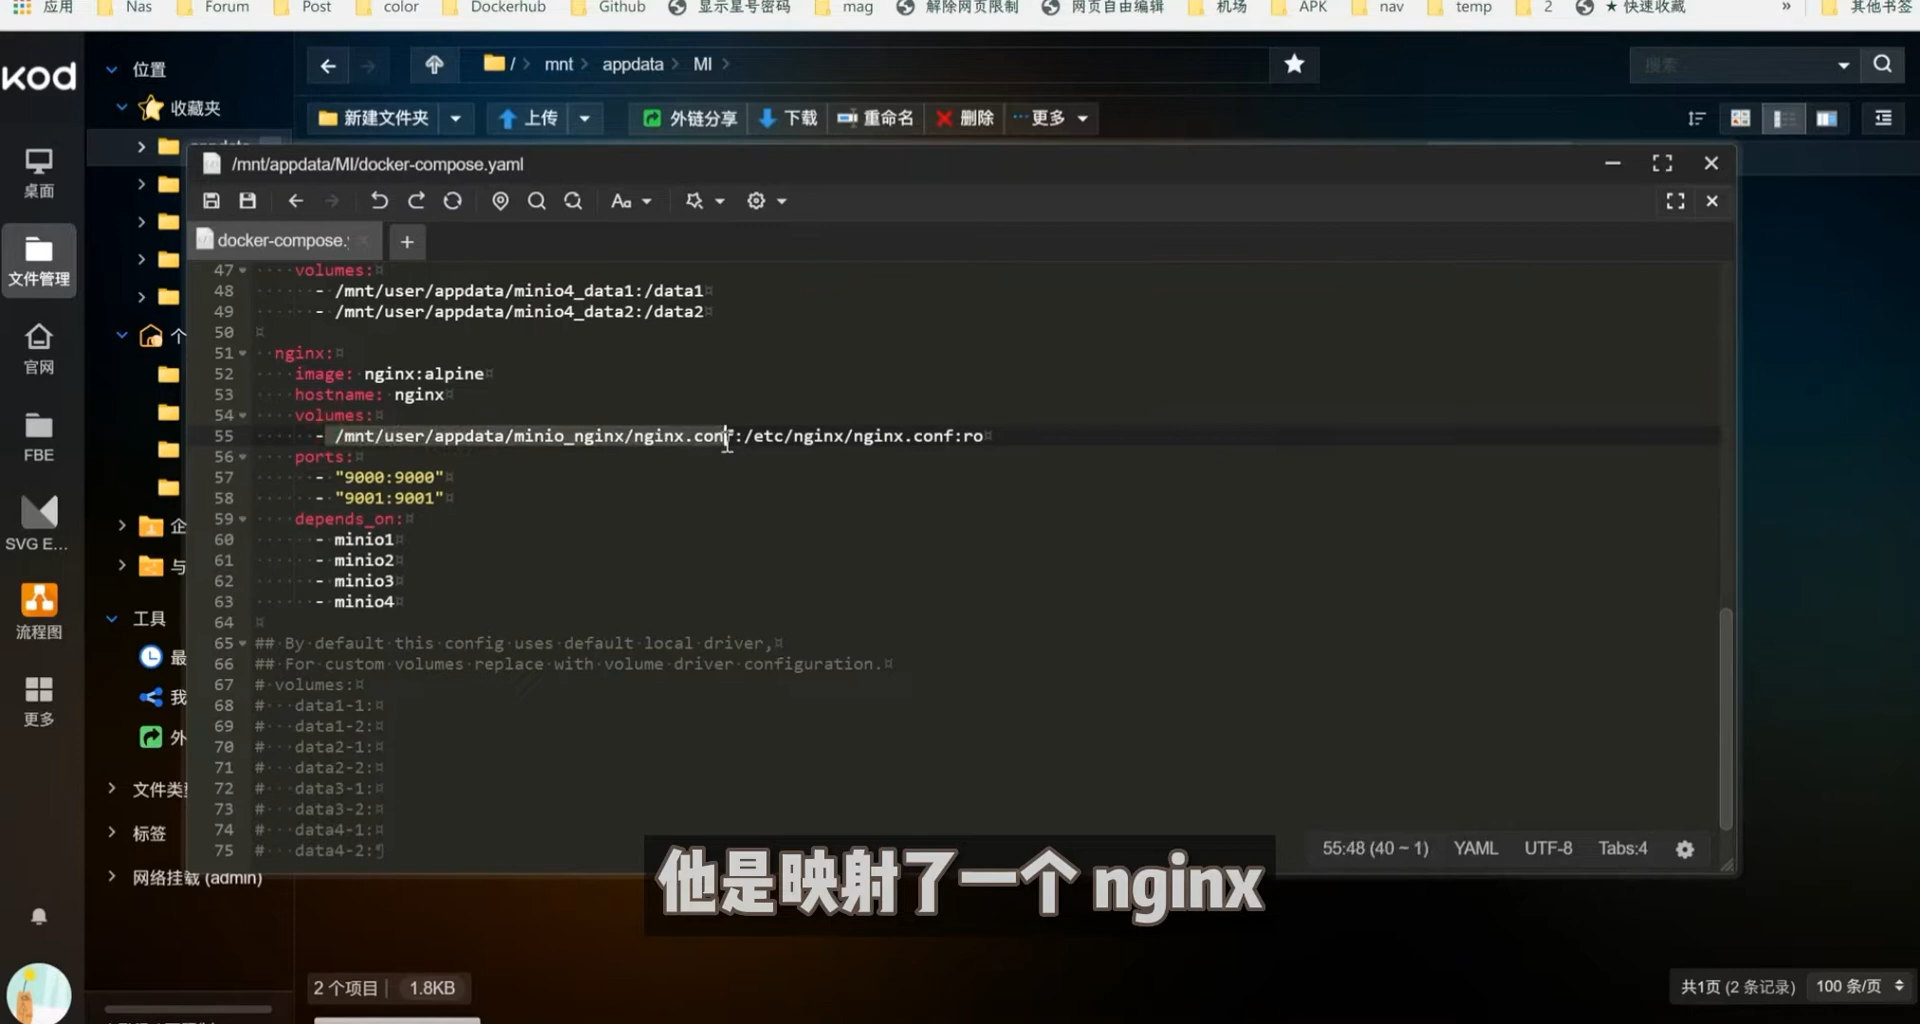 应用 Nas Forum Post color Dockerhub Github 显示星号密码 mag 解除网页限制 网页自由编辑 机场 APK nav temp 2 ★ 快速收藏 » 其他书签
kod
位置
/ mnt appdata MI
搜索
收藏夹
新建文件夹 上传 外链分享 下载 重命名 删除 更多
桌面
文件管理
官网
FBE
SVG E...
流程图
更多
个
企
与
工具
最
我
外
文件类
标签
网络挂载 (admin)
/mnt/appdata/MI/docker-compose.yaml
Aa
docker-compose.
47 volumes:
48 - /mnt/user/appdata/minio4_data1:/data1
49 - /mnt/user/appdata/minio4_data2:/data2
50
51 nginx:
52 image: nginx:alpine
53 hostname: nginx
54 volumes:
55 - /mnt/user/appdata/minio_nginx/nginx.conf:/etc/nginx/nginx.conf:ro
56 ports:
57 - "9000:9000"
58 - "9001:9001"
59 depends_on:
60 - minio1
61 - minio2
62 - minio3
63 - minio4
64
65 ## By default this config uses default local driver,
66 ## For custom volumes replace with volume driver configuration.
67 # volumes:
68 # data1-1:
69 # data1-2:
70 # data2-1:
71 # data2-2:
72 # data3-1:
73 # data3-2:
74 # data4-1:
75 # data4-2:
55:48 (40 ~ 1) YAML UTF-8 Tabs:4
他是映射了一个 nginx
2 个项目 1.8KB
共1页 (2 条记录) 100 条/页